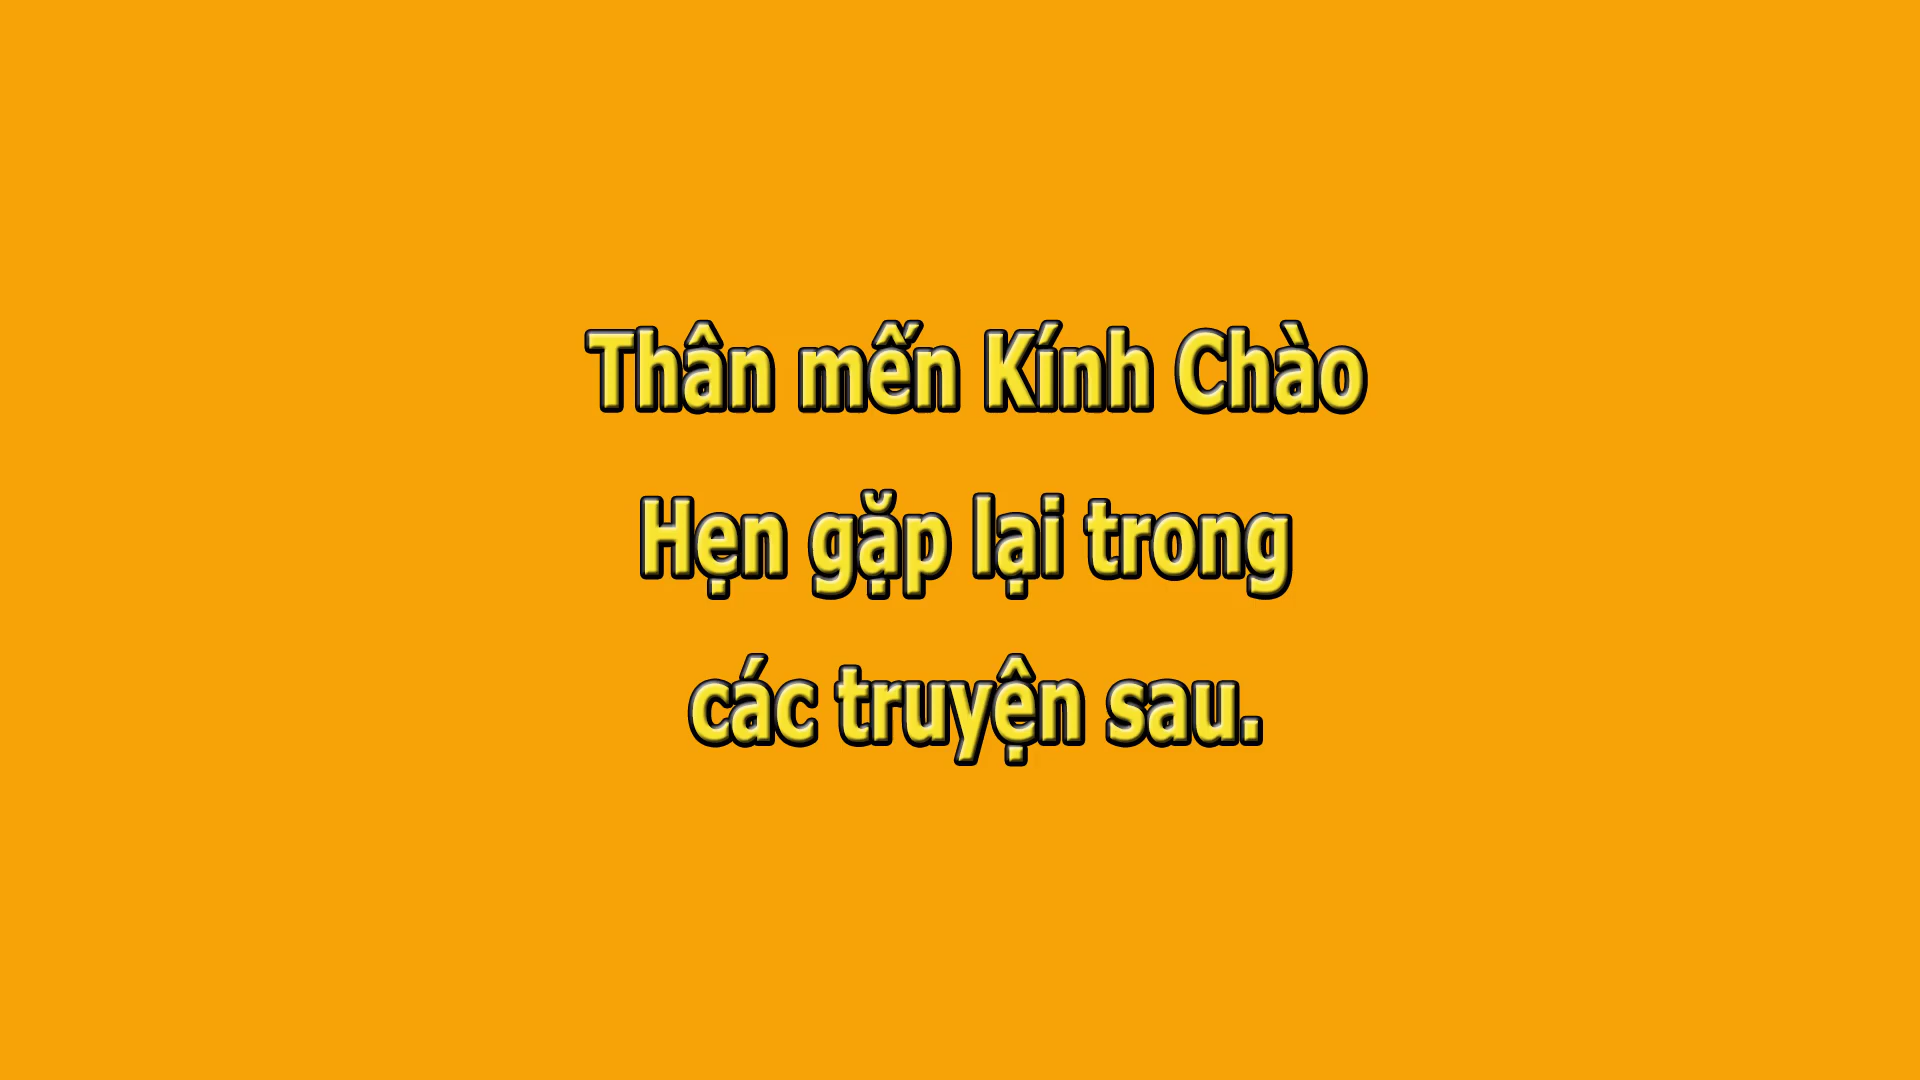 Thân mến Kính Chào
Hẹn gặp lại trong
các truyện sau.